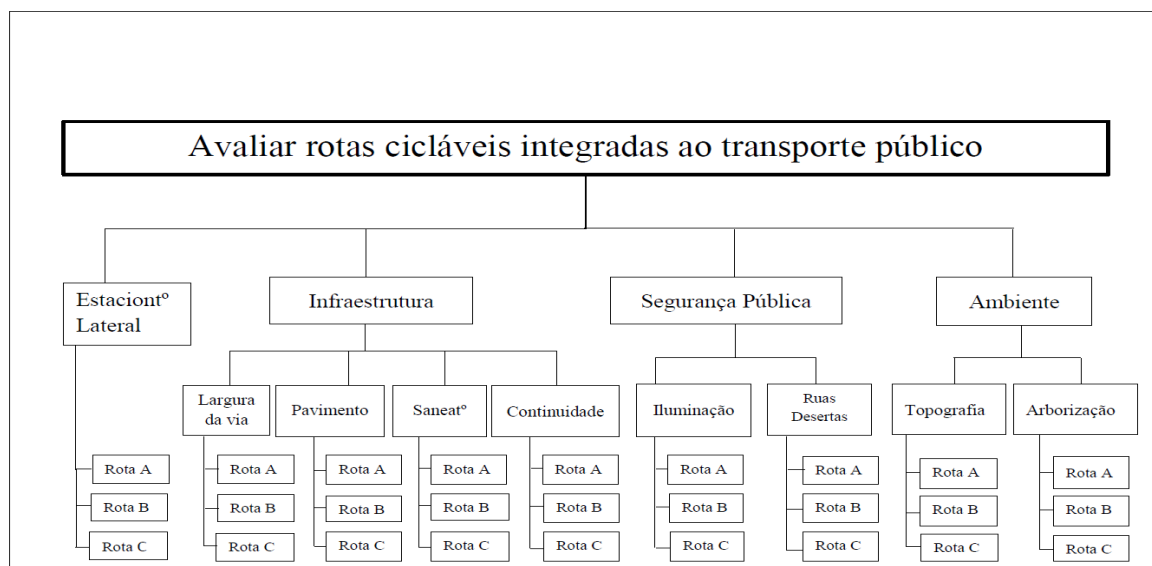 Avaliar rotas cicláveis integradas ao transporte público
Estaciontº
Lateral
Infraestrutura
Segurança Pública
Ambiente
Largura
da via
Pavimento
Saneatº
Continuidade
Iluminação
Ruas
Desertas
Topografia
Arborização
Rota A
Rota A
Rota A
Rota A
Rota A
Rota A
Rota A
Rota A
Rota A
Rota B
Rota B
Rota B
Rota B
Rota B
Rota B
Rota B
Rota B
Rota B
Rota C
Rota C
Rota C
Rota C
Rota C
Rota C
Rota C
Rota C
Rota C